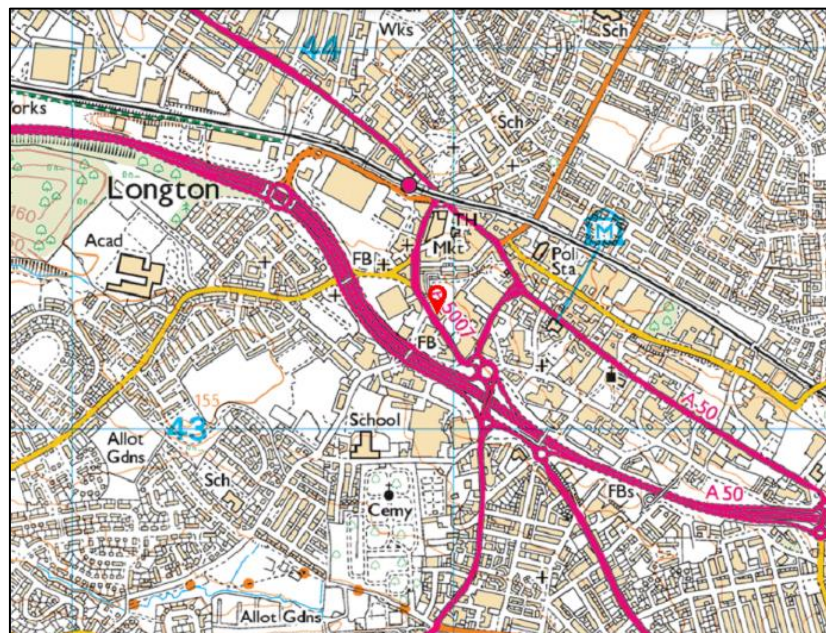 Sch
44
Wks
Sch
orks
Longton
TH
Mkt
M
Acad
FB
Pol
Sta
5007
FB
155
160
A 50
43
School
Allot
Gdns
Sch
Cemy
A 50
FBs
Allot Gdns